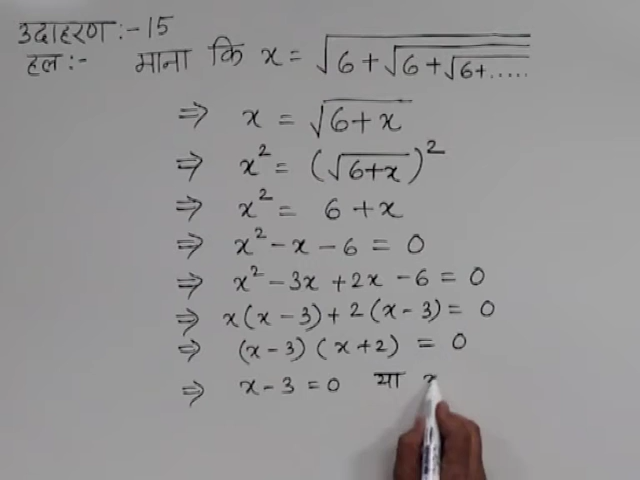 उदाहरण :- 15
हल :- माना कि x = √6 + √6 + √6+.....
⇒ x = √6+x
⇒ x² = (√6+x)²
⇒ x² = 6 + x
⇒ x² - x - 6 = 0
⇒ x² - 3x + 2x - 6 = 0
⇒ x(x - 3) + 2(x - 3) = 0
⇒ (x - 3) (x + 2) = 0
⇒ x - 3 = 0 या x